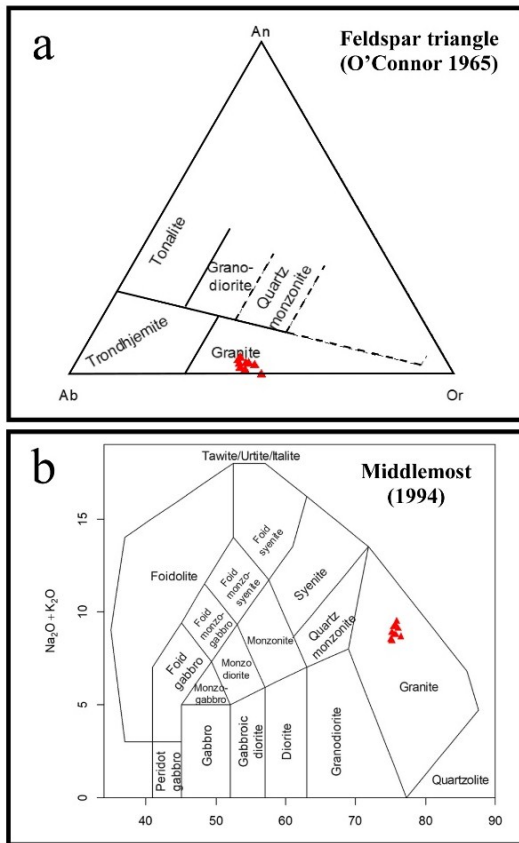 a
Feldspar triangle
(O'Connor 1965)
An
Tonalite
Grano-
diorite
Quartz
monzonite
Trondhjemite
Granite
Ab
Or
b
Middlemost
(1994)
Tawite/Urtite/Italite
Na₂O+K₂O
15
10
5
0
Foidolite
Foid
syenite
Foid
monzo-
syenite
Syenite
Foid
monzo-
gabbro
Monzonite
Quartz
monzonite
Foid
gabbro
Monzo
diorite
Monzo-
gabbro
Granite
Peridot
gabbro
Gabbro
Gabbroic
diorite
Diorite
Granodiorite
Quartzolite
40 50 60 70 80 90